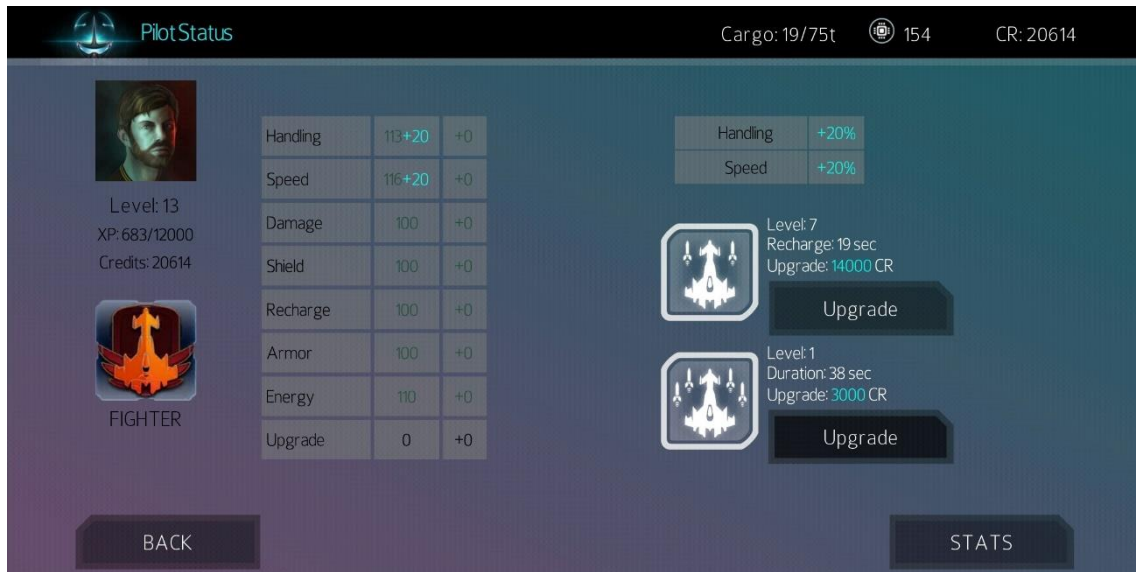 Pilot Status
Cargo: 19/75t 154 CR: 20614
Level: 13
XP: 683/12000
Credits: 20614
FIGHTER
Handling 113+20 +0
Speed 116+20 +0
Damage 100 +0
Shield 100 +0
Recharge 100 +0
Armor 100 +0
Energy 110 +0
Upgrade 0 +0
Handling +20%
Speed +20%
Level: 7
Recharge: 19 sec
Upgrade: 14000 CR
Upgrade
Level: 1
Duration: 38 sec
Upgrade: 3000 CR
Upgrade
BACK
STATS